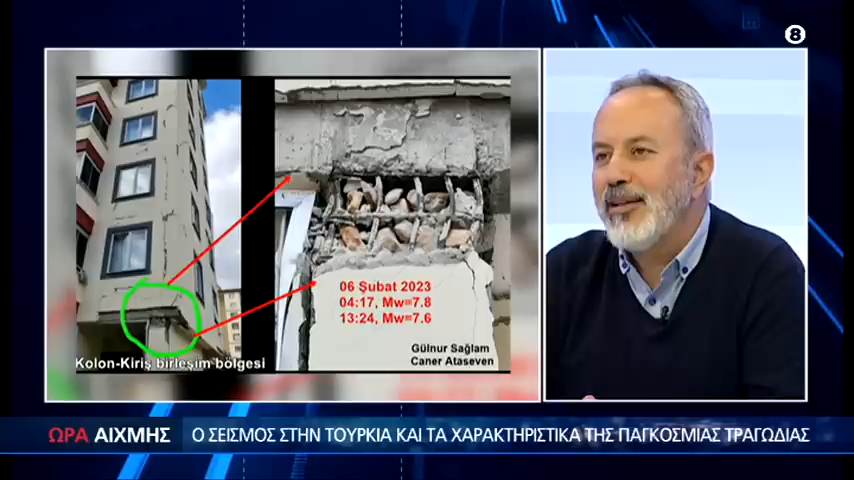 8
06 Şubat 2023
04:17, Mw=7.8
13:24, Mw=7.6
Gülnur Sağlam
Caner Ataseven
Kolon-Kiriş birleşim bölgesi
ΩΡΑ ΑΙΧΜΗΣ Ο ΣΕΙΣΜΟΣ ΣΤΗΝ ΤΟΥΡΚΙΑ ΚΑΙ ΤΑ ΧΑΡΑΚΤΗΡΙΣΤΙΚΑ ΤΗΣ ΠΑΓΚΟΣΜΙΑΣ ΤΡΑΓΩΔΙΑΣ